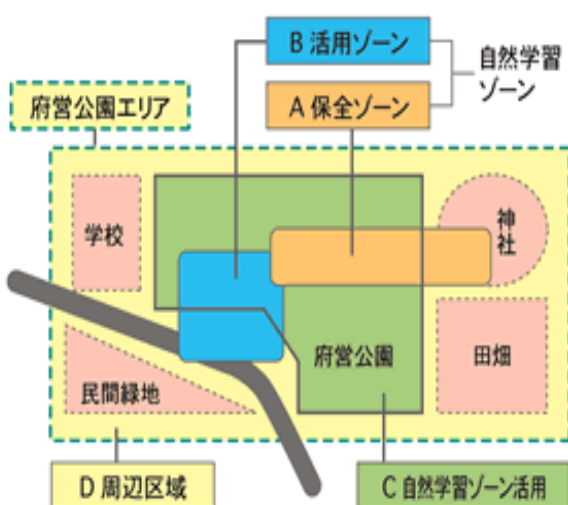 B 活用ゾーン
自然学習
ゾーン
府営公園エリア
A 保全ゾーン
学校
神社
府営公園
田畑
民間緑地
D 周辺区域
C 自然学習ゾーン活用